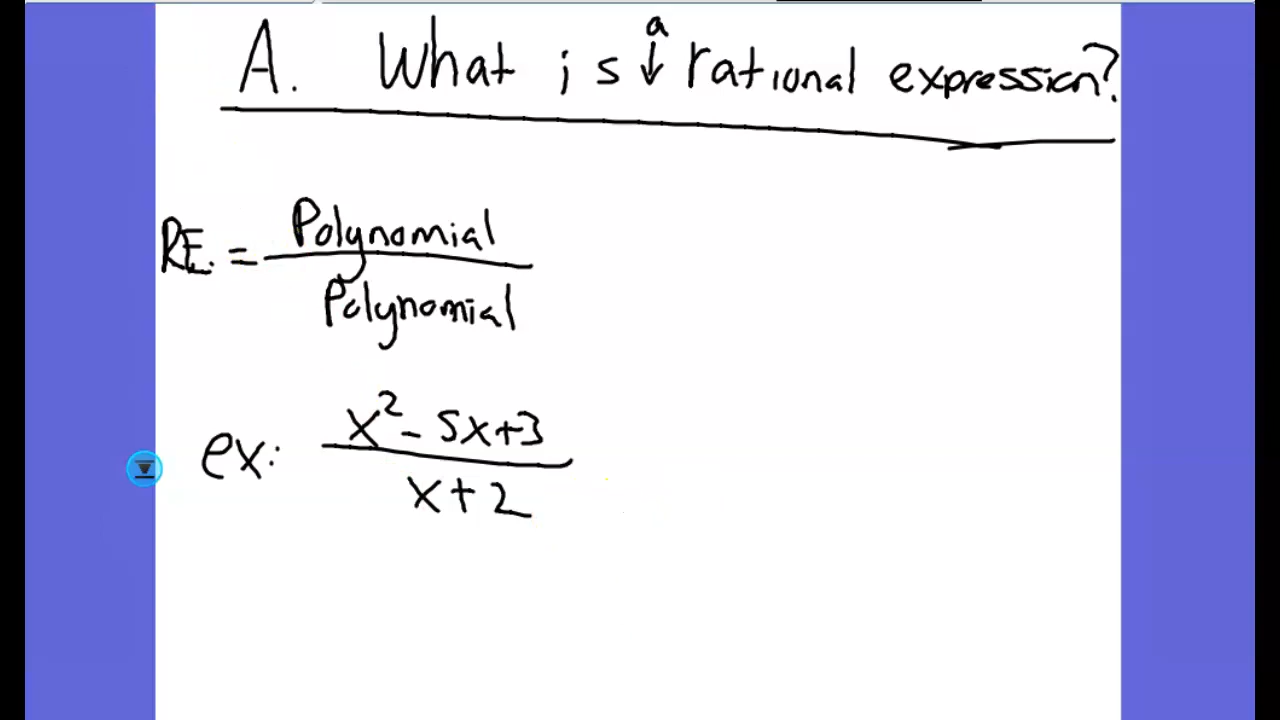 a
A. What is ↓ rational expression?
Polynomial
R.E. =
Polynomial
x² - 5x+3
ex:
x+2